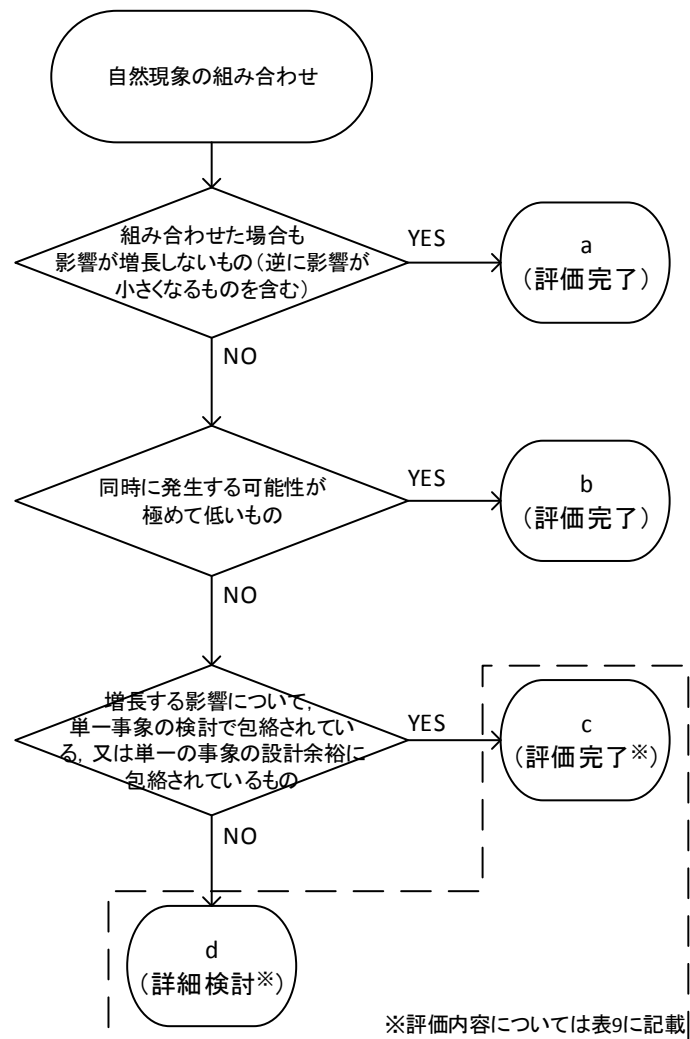 自然現象の組み合わせ
組み合わせた場合も
影響が増長しないもの(逆に影響が
小さくなるものを含む)
YES
a
(評価完了)
NO
同時に発生する可能性が
極めて低いもの
YES
b
(評価完了)
NO
増長する影響について,
単一事象の検討で包絡されてい
る, 又は単一の事象の設計余裕に
包絡されているもの
YES
c
(評価完了※)
NO
d
(詳細検討※)
※評価内容については表9に記載